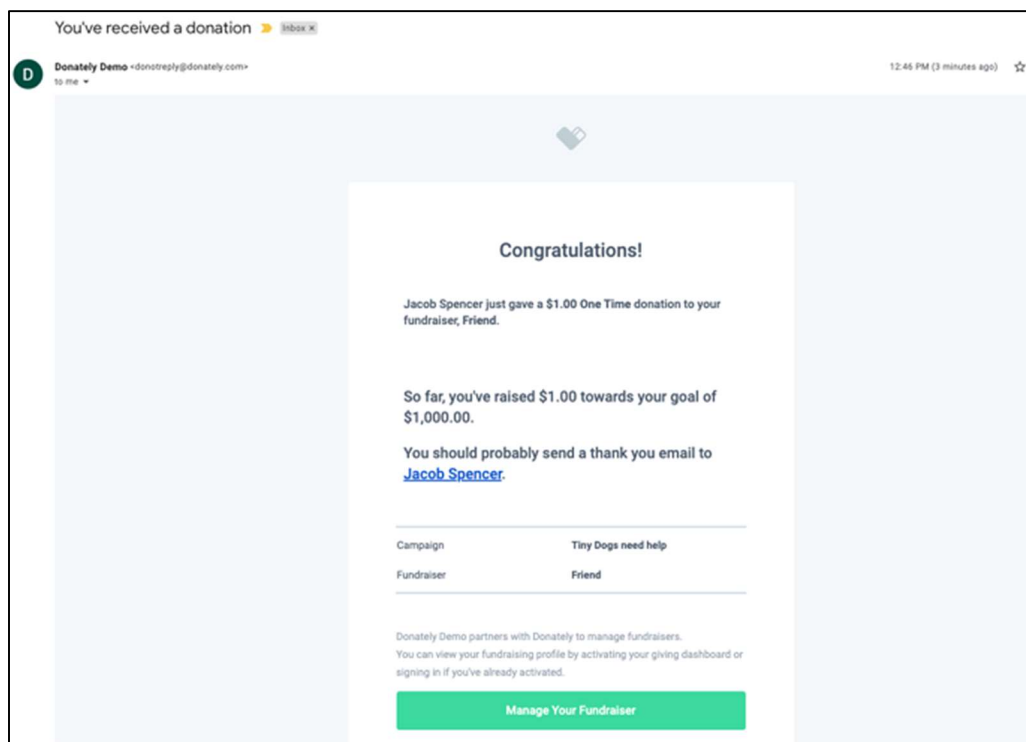 You've received a donation Inbox x
D
Donately Demo <donotreply@donately.com>
12:46 PM (3 minutes ago)
to me
Congratulations!
Jacob Spencer just gave a $1.00 One Time donation to your
fundraiser, Friend.
So far, you've raised $1.00 towards your goal of
$1,000.00.
You should probably send a thank you email to
Jacob Spencer.
Campaign Tiny Dogs need help
Fundraiser Friend
Donately Demo partners with Donately to manage fundraisers.
You can view your fundraising profile by activating your giving dashboard or
signing in if you've already activated.
Manage Your Fundraiser